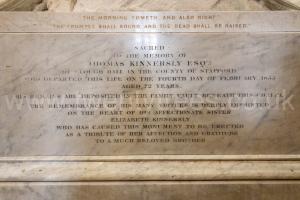 THE MORNING COMETH, AND ALSO NIGHT
THE TRUMPET SHALL SOUND AND THE DEAD SHALL BE RAISED
SACRED
TO THE MEMORY OF
THOMAS KINNERSLY ESQR
OF CLOUGH HALL IN THE COUNTY OF STAFFORD
WHO DEPARTED THIS LIFE ON THE FOURTH DAY OF FEBRUARY 1855
AGED 72 YEARS.
HIS REMAINS ARE DEPOSITED IN THE FAMILY VAULT BENEATH THIS
THE REMEMBRANCE OF HIS MANY VIRTUES IS DEEPLY IMPRINTED
ON THE HEART OF HIS AFFECTIONATE SISTER
ELIZABETH KINNERSLY
WHO HAS CAUSED THIS MONUMENT TO BE ERECTED
AS A TRIBUTE OF HER AFFECTION AND GRATITUDE
TO A MUCH BELOVED BROTHER